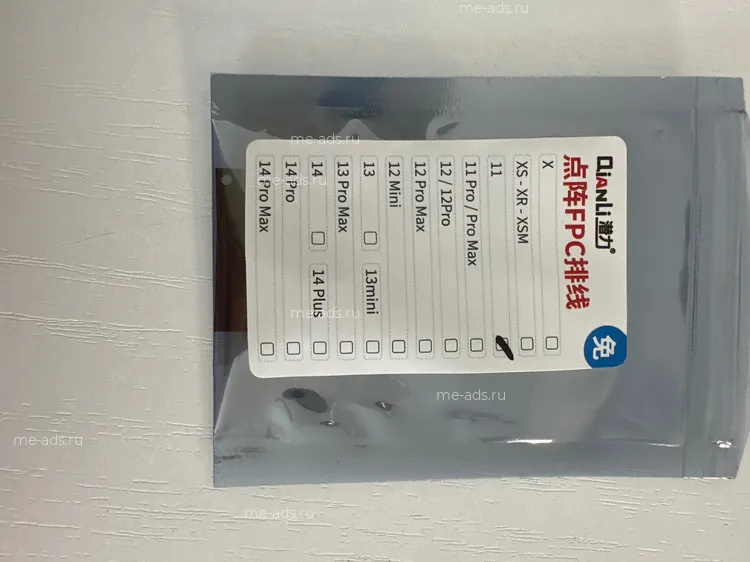 QiANLi 潜力®
点阵FPC排线
免
X
XS - XR - XSM
11
11 Pro / Pro Max
12 / 12Pro
12 Pro Max
12 Mini
13 13mini
13 Pro Max
14 14 Plus
14 Pro
14 Pro Max
me-ads.ru
me-ads.ru
me-ads.ru
me-ads.ru
me-ads.ru
me-ads.ru
me-ads.ru